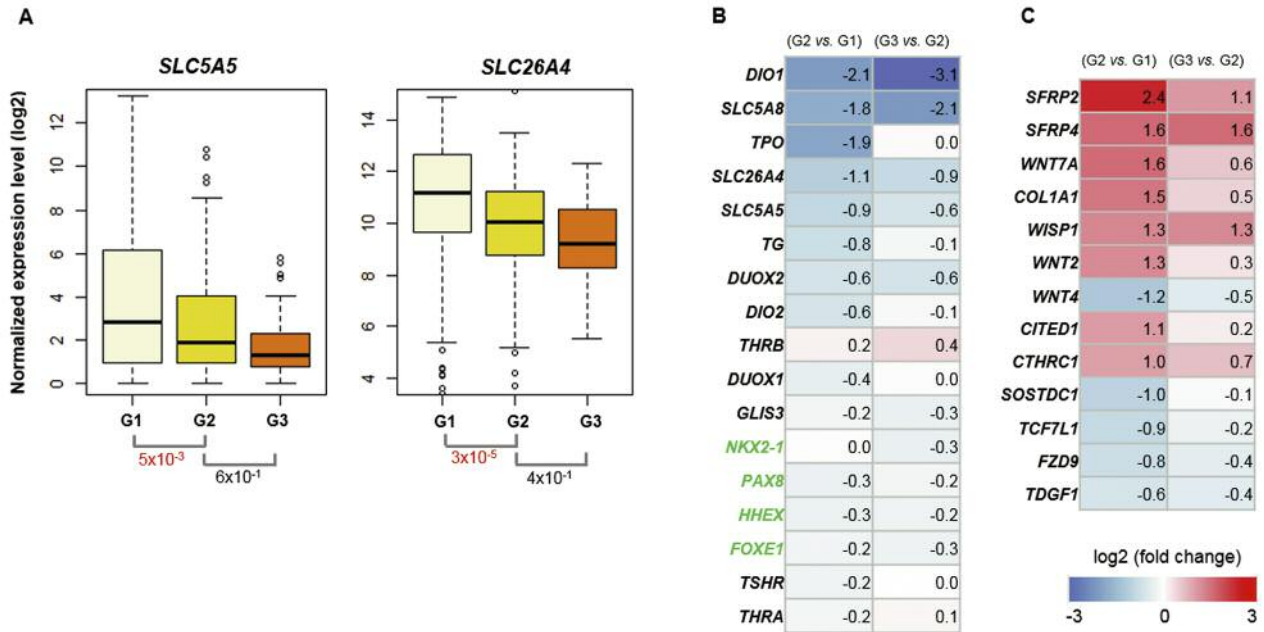 A
SLC5A5
SLC26A4
Normalized expression level (log2)
12
10
8
6
4
2
0
14
12
10
8
6
4
G1 G2 G3
G1 G2 G3
5x10-3
6x10-1
3x10-5
4x10-1
B
(G2 vs. G1) (G3 vs. G2)
DIO1 -2.1 -3.1
SLC5A8 -1.8 -2.1
TPO -1.9 0.0
SLC26A4 -1.1 -0.9
SLC5A5 -0.9 -0.6
TG -0.8 -0.1
DUOX2 -0.6 -0.6
DIO2 -0.6 -0.1
THRB 0.2 0.4
DUOX1 -0.4 0.0
GLIS3 -0.2 -0.3
NKX2-1 0.0 -0.3
PAX8 -0.3 -0.2
HHEX -0.3 -0.2
FOXE1 -0.2 -0.3
TSHR -0.2 0.0
THRA -0.2 0.1
C
(G2 vs. G1) (G3 vs. G2)
SFRP2 2.4 1.1
SFRP4 1.6 1.6
WNT7A 1.6 0.6
COL1A1 1.5 0.5
WISP1 1.3 1.3
WNT2 1.3 0.3
WNT4 -1.2 -0.5
CITED1 1.1 0.2
CTHRC1 1.0 0.7
SOSTDC1 -1.0 -0.1
TCF7L1 -0.9 -0.2
FZD9 -0.8 -0.4
TDGF1 -0.6 -0.4
log2 (fold change)
-3 0 3